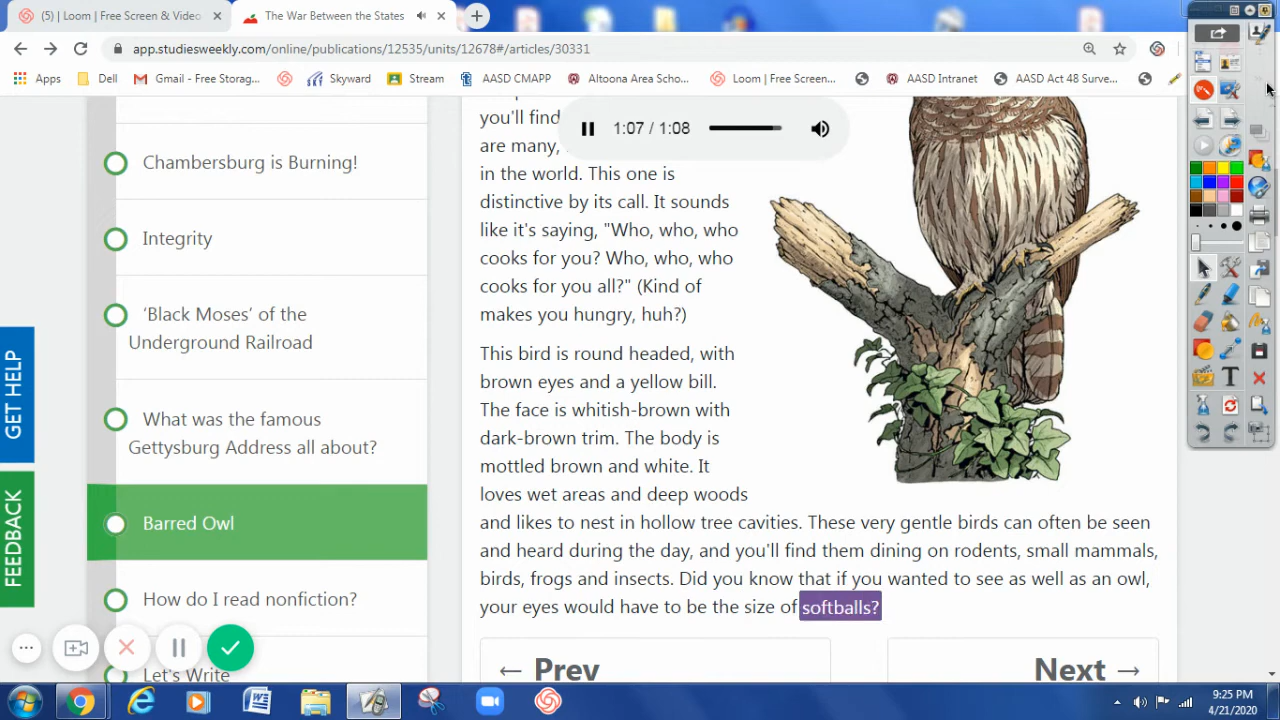 (5) | Loom | Free Screen & Video
The War Between the States
app.studiesweekly.com/online/publications/12535/units/12678#/articles/30331
Apps
Dell
Gmail - Free Storag...
Skyward
Stream
AASD CMAPP
Altoona Area Scho...
Loom | Free Screen...
AASD Intranet
AASD Act 48 Surve...
GET HELP
FEEDBACK
Chambersburg is Burning!
Integrity
‘Black Moses’ of the
Underground Railroad
What was the famous
Gettysburg Address all about?
Barred Owl
How do I read nonfiction?
Let's Write
1:07 / 1:08
you'll find
are many,
in the world. This one is
distinctive by its call. It sounds
like it's saying, "Who, who, who
cooks for you? Who, who, who
cooks for you all?" (Kind of
makes you hungry, huh?)
This bird is round headed, with
brown eyes and a yellow bill.
The face is whitish-brown with
dark-brown trim. The body is
mottled brown and white. It
loves wet areas and deep woods
and likes to nest in hollow tree cavities. These very gentle birds can often be seen
and heard during the day, and you'll find them dining on rodents, small mammals,
birds, frogs and insects. Did you know that if you wanted to see as well as an owl,
your eyes would have to be the size of softballs?
← Prev
Next →
9:25 PM
4/21/2020